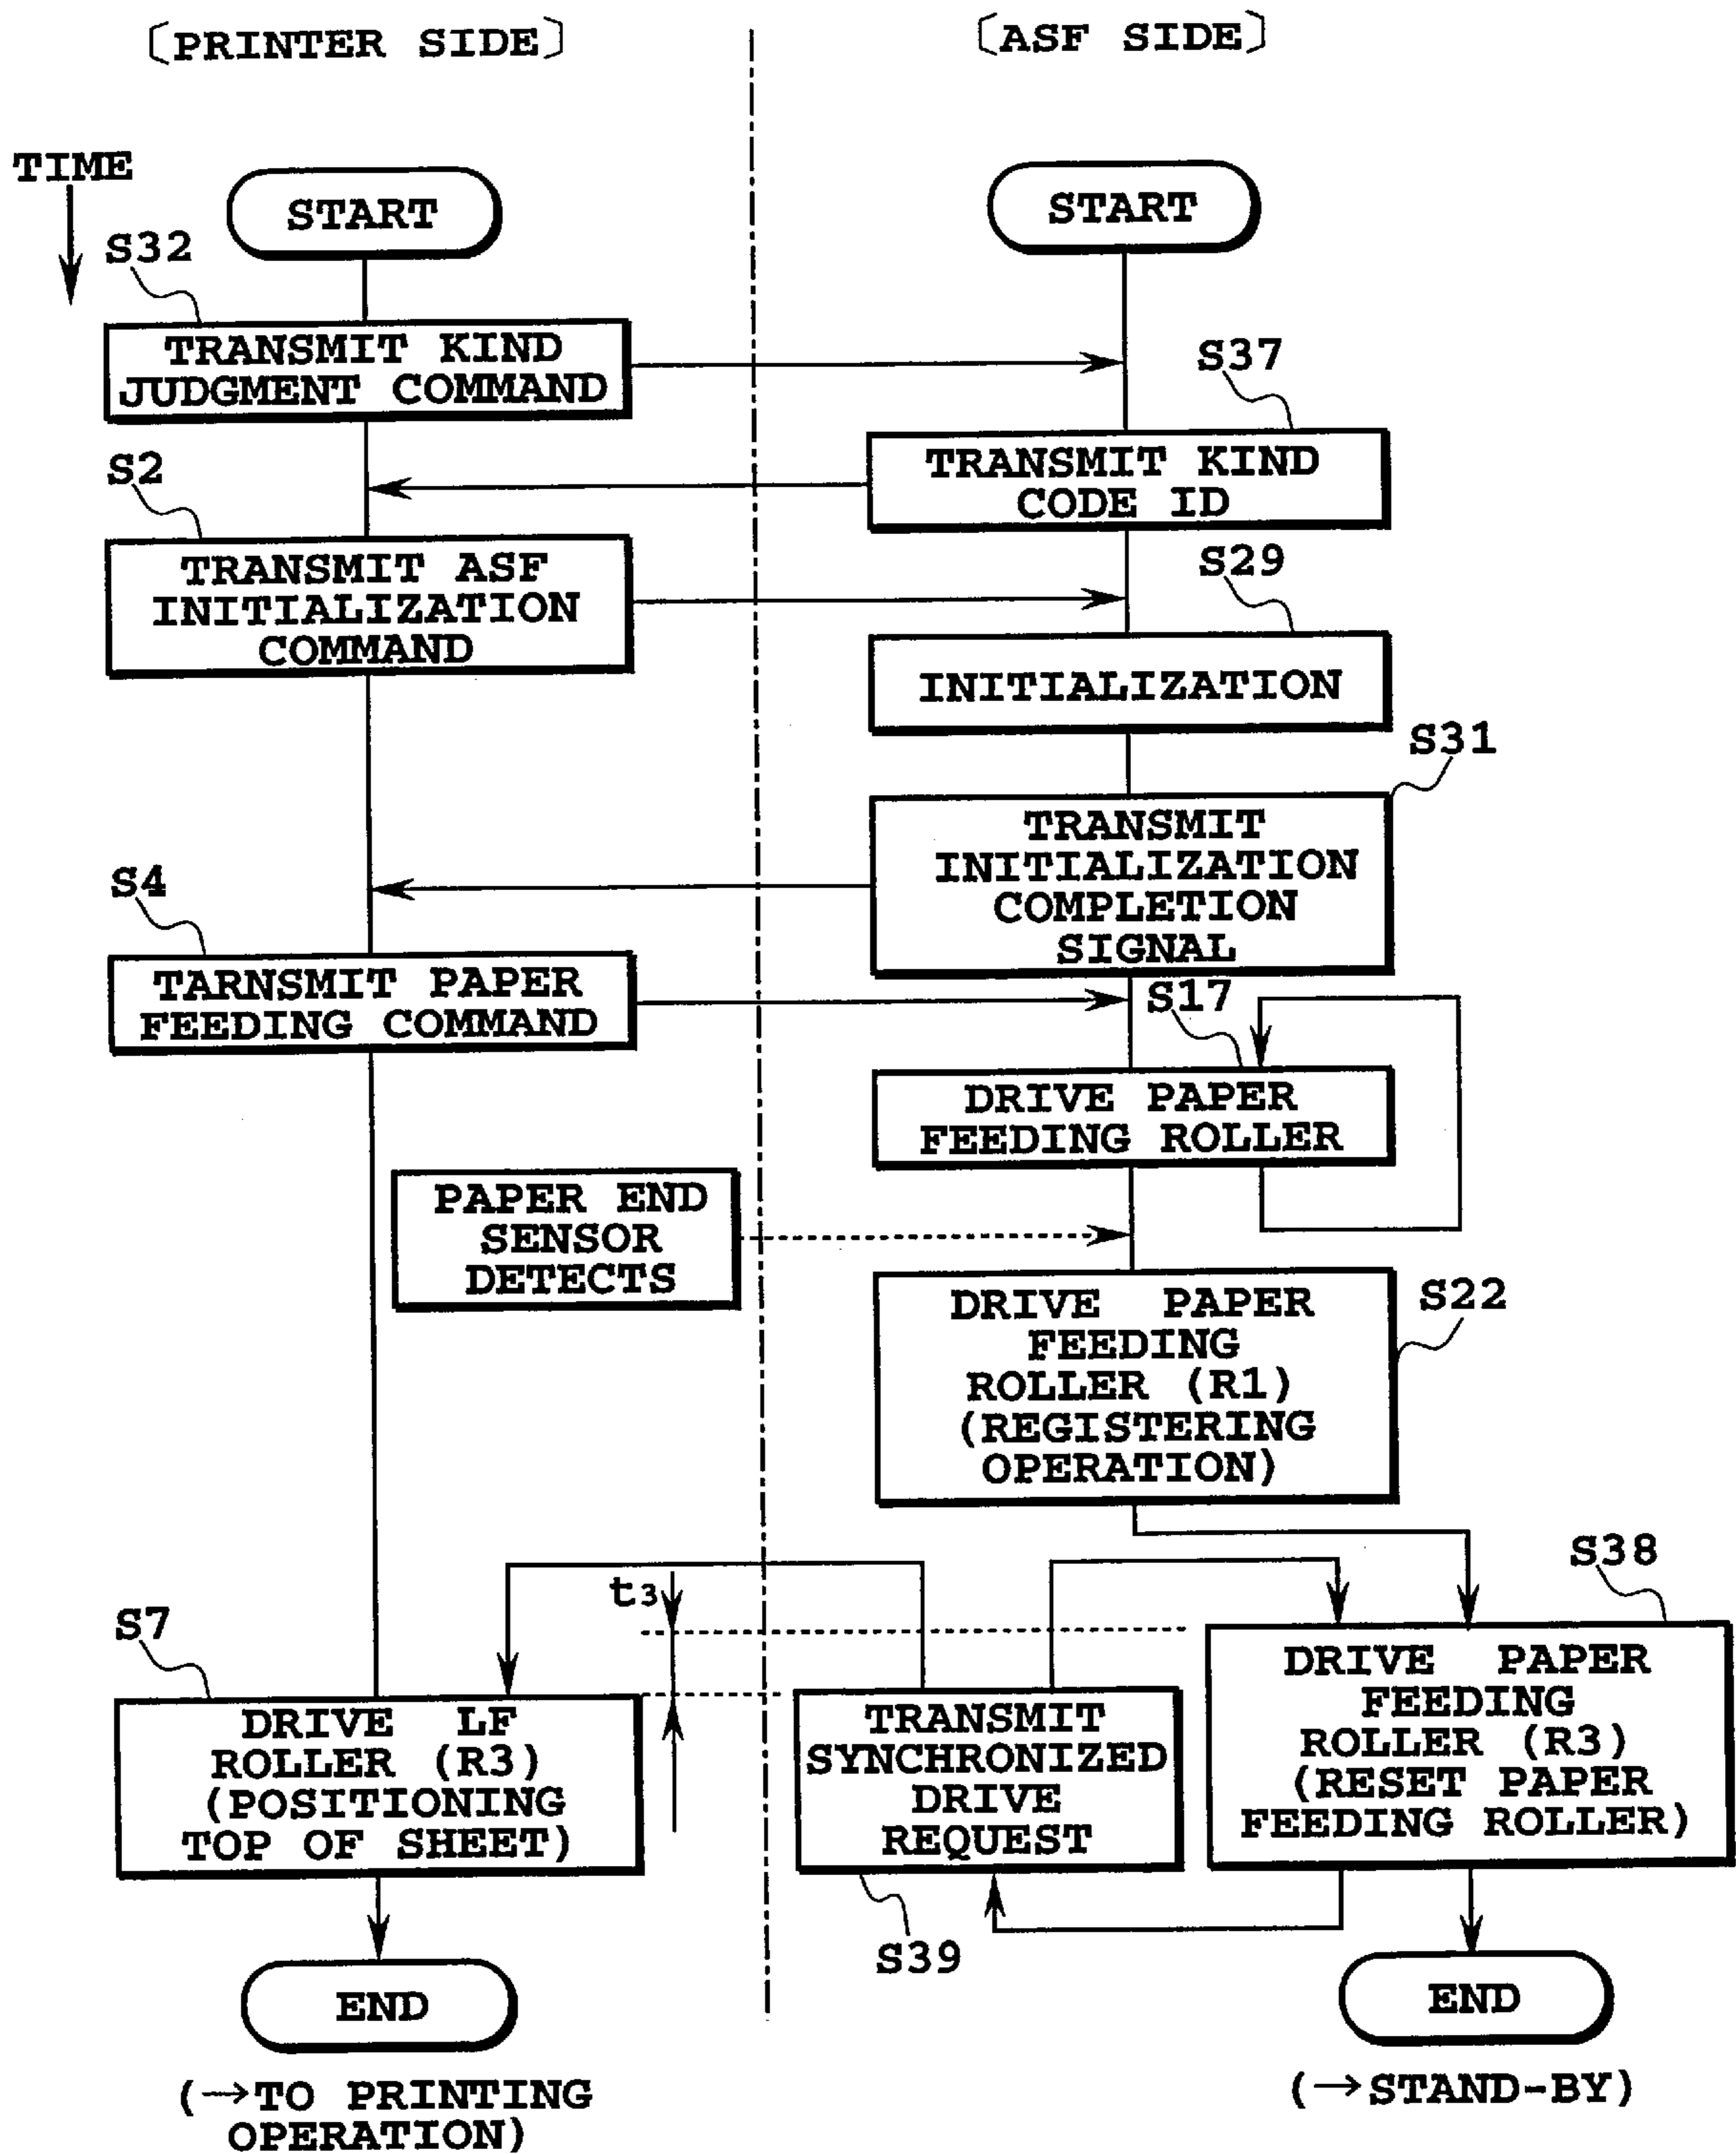 〔PRINTER SIDE〕
〔ASF SIDE〕
TIME
START
START
S32
TRANSMIT KIND
JUDGMENT COMMAND
S37
TRANSMIT KIND
CODE ID
S2
TRANSMIT ASF
INITIALIZATION
COMMAND
S29
INITIALIZATION
S31
TRANSMIT
INITIALIZATION
COMPLETION
SIGNAL
S4
TARNSMIT PAPER
FEEDING COMMAND
S17
DRIVE PAPER
FEEDING ROLLER
PAPER END
SENSOR
DETECTS
S22
DRIVE PAPER
FEEDING
ROLLER (R1)
(REGISTERING
OPERATION)
t3
S38
DRIVE PAPER
FEEDING
ROLLER (R3)
(RESET PAPER
FEEDING ROLLER)
S7
DRIVE LF
ROLLER (R3)
(POSITIONING
TOP OF SHEET)
TRANSMIT
SYNCHRONIZED
DRIVE
REQUEST
S39
END
END
(→TO PRINTING
OPERATION)
(→STAND-BY)